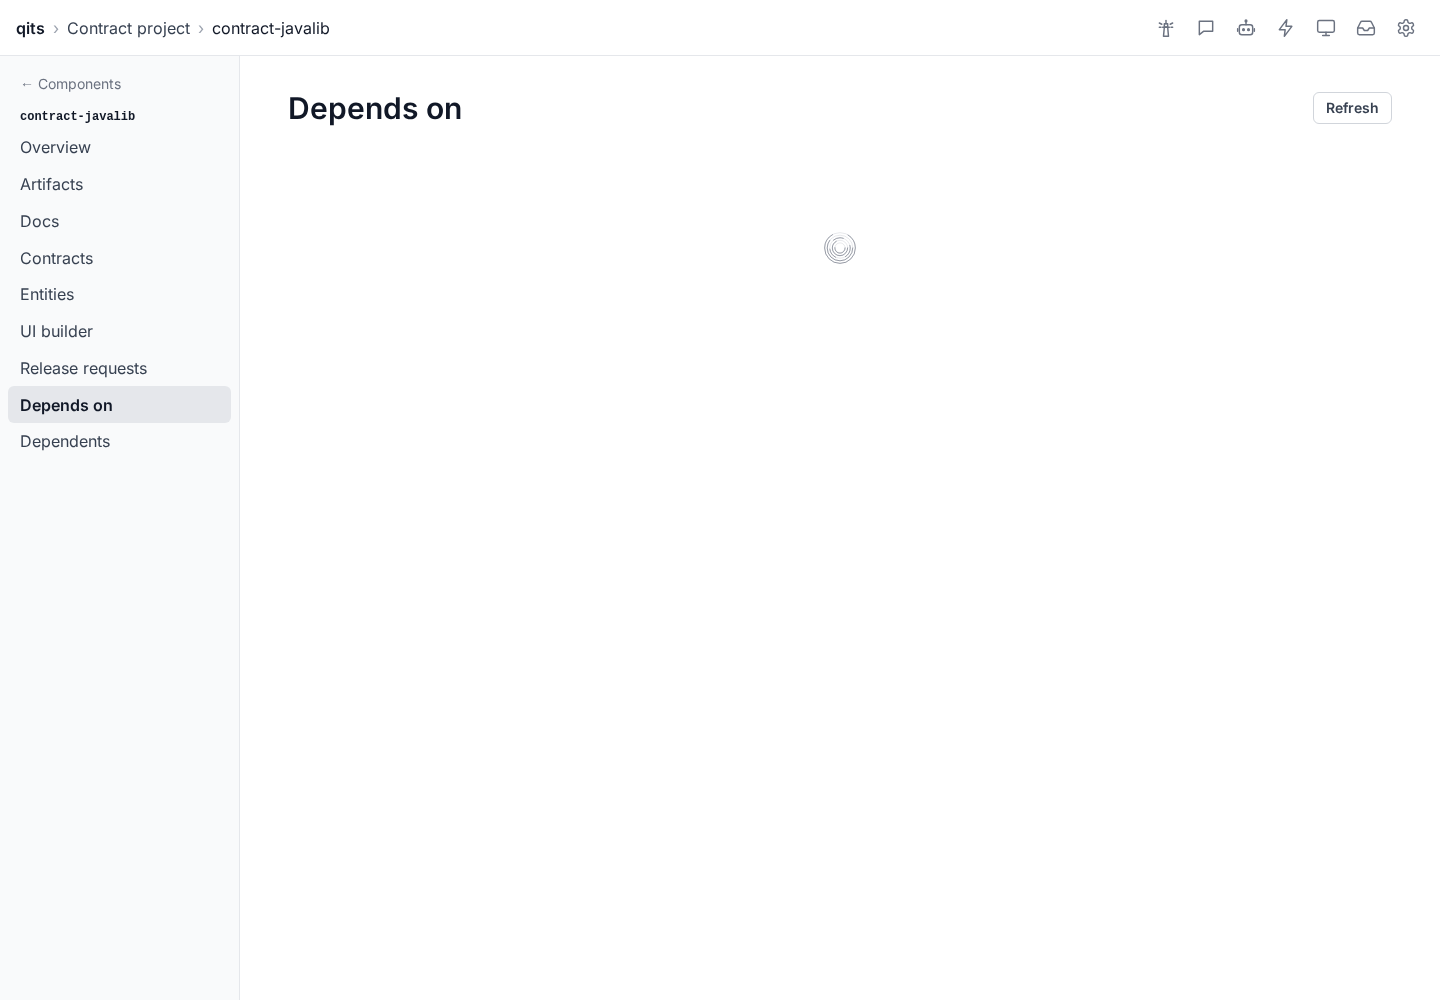 qits › Contract project › contract-javalib
← Components
contract-javalib
Overview
Artifacts
Docs
Contracts
Entities
UI builder
Release requests
Depends on
Dependents
Depends on
Refresh